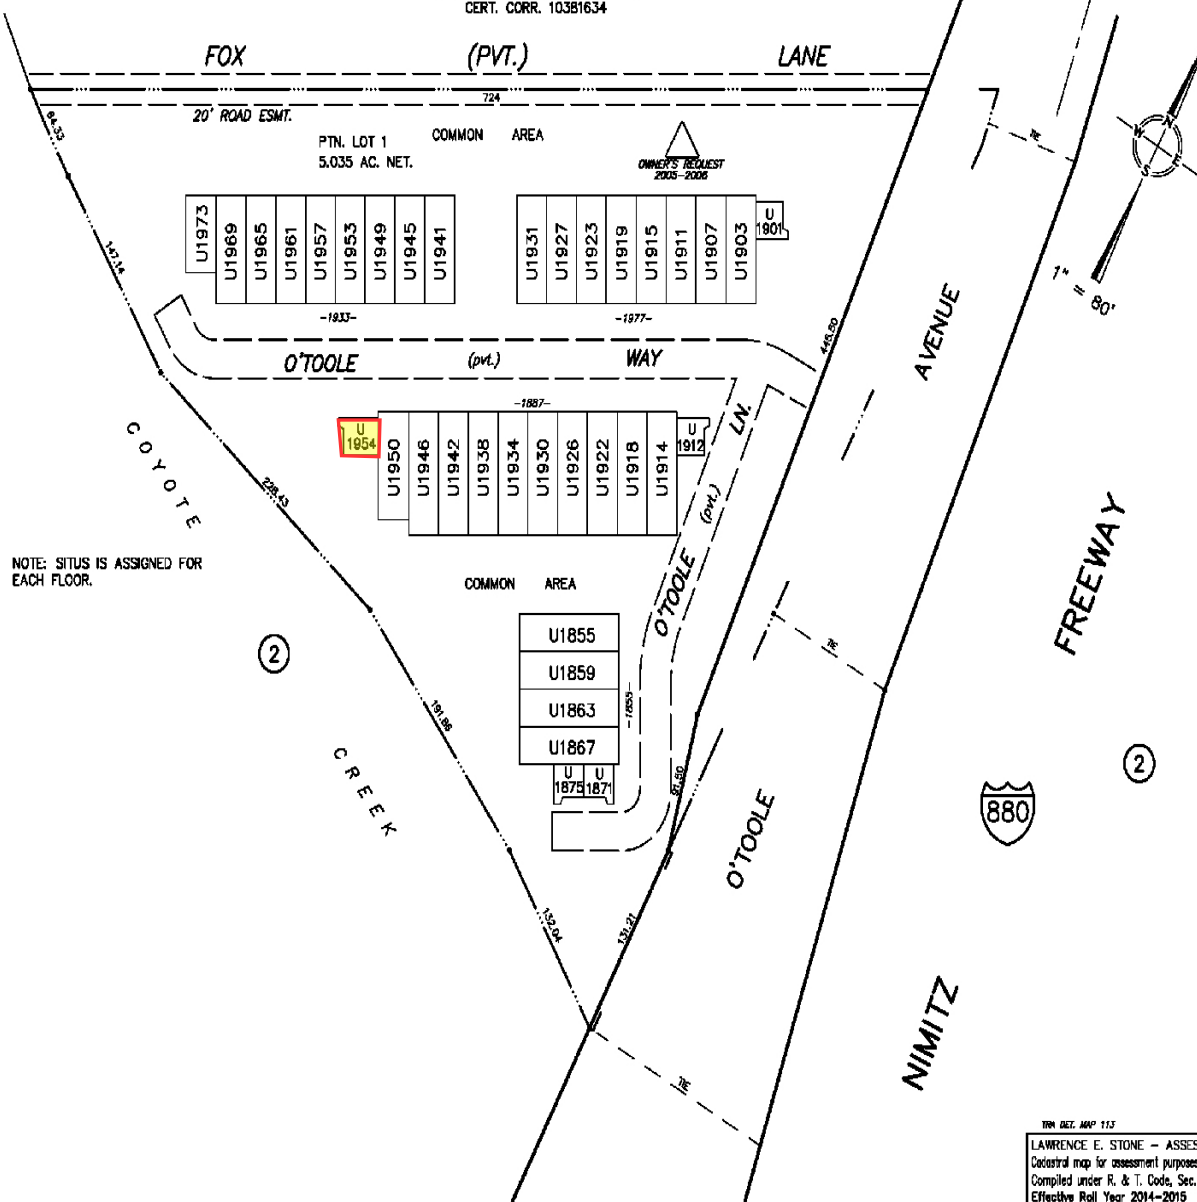 CERT. CORR. 10381634
FOX (PVT.) LANE
724
20' ROAD ESMT.
64.33
PTN. LOT 1
5.035 AC. NET.
COMMON AREA
OWNER'S REQUEST
2005-2006
TIE
N
W
E
S
1" = 80'
147.14
U1973
U1969
U1965
U1961
U1957
U1953
U1949
U1945
U1941
U1931
U1927
U1923
U1919
U1915
U1911
U1907
U1903
U
1901
-1933-
-1977-
O'TOOLE (pvt.) WAY
446.80
AVENUE
-1887-
U
1954
U1950
U1946
U1942
U1938
U1934
U1930
U1926
U1922
U1918
U1914
U
1912
O'TOOLE (pvt.) LN.
COYOTE
228.43
NOTE: SITUS IS ASSIGNED FOR
EACH FLOOR.
COMMON AREA
FREEWAY
U1855
U1859
U1863
U1867
U
1875
U
1871
-1855-
TIE
2
191.86
CREEK
91.50
O'TOOLE
880
2
132.04
131.21
NIMITZ
TIE
TRA DET. MAP 113
LAWRENCE E. STONE - ASSES
Cadastral map for assessment purposes
Compiled under R. & T. Code, Sec.
Effective Roll Year 2014-2015